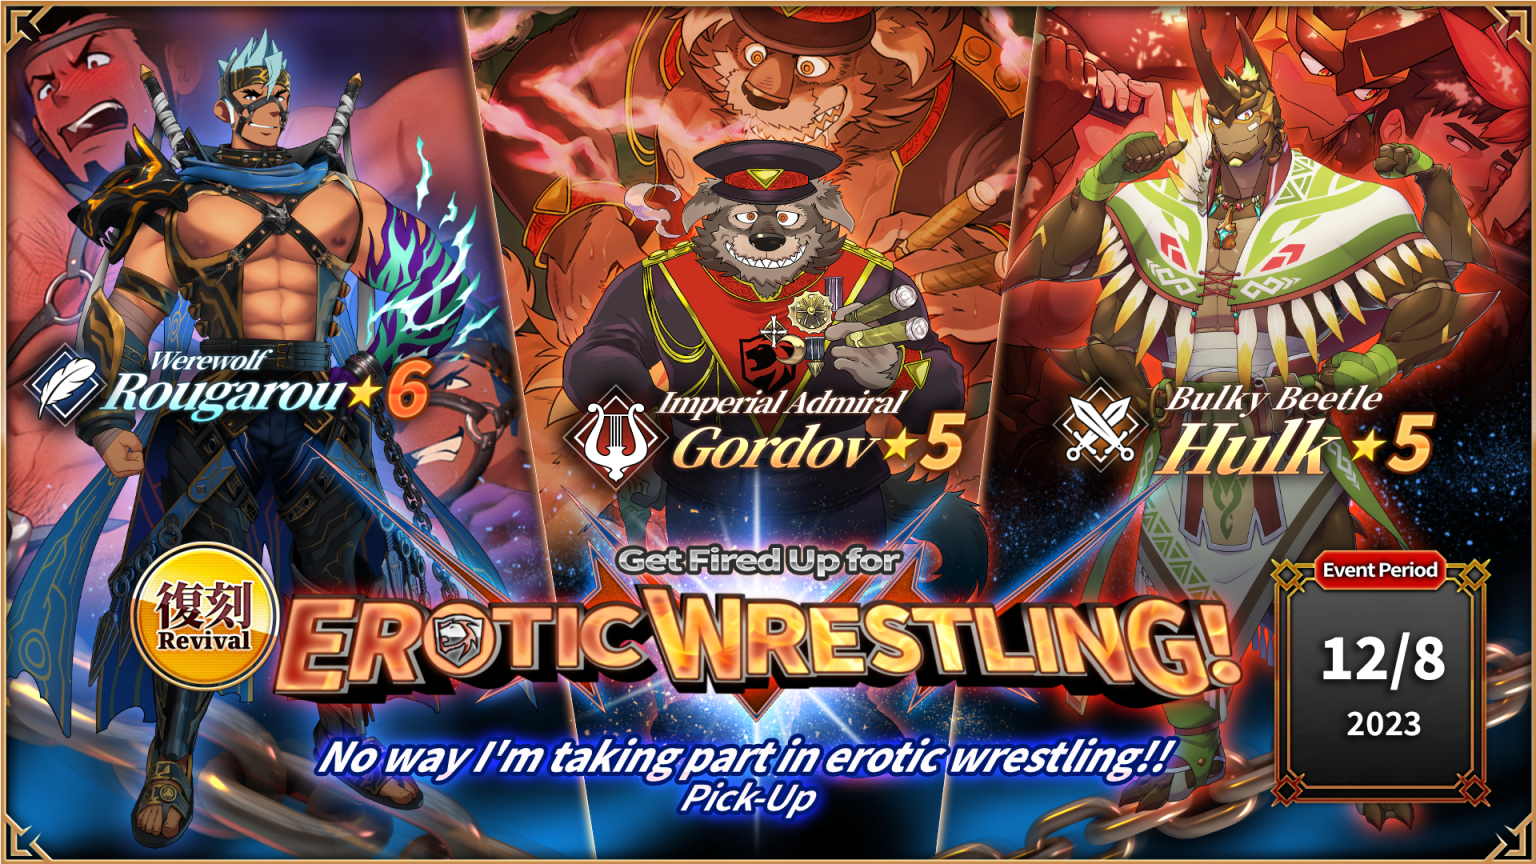 Werewolf
Rougarou★6
Imperial Admiral
Gordov★5
Bulky Beetle
Hulk★5
復刻
Revival
Get Fired Up for
EROTIC WRESTLING!
No way I'm taking part in erotic wrestling!!
Pick-Up
Event Period
12/8
2023